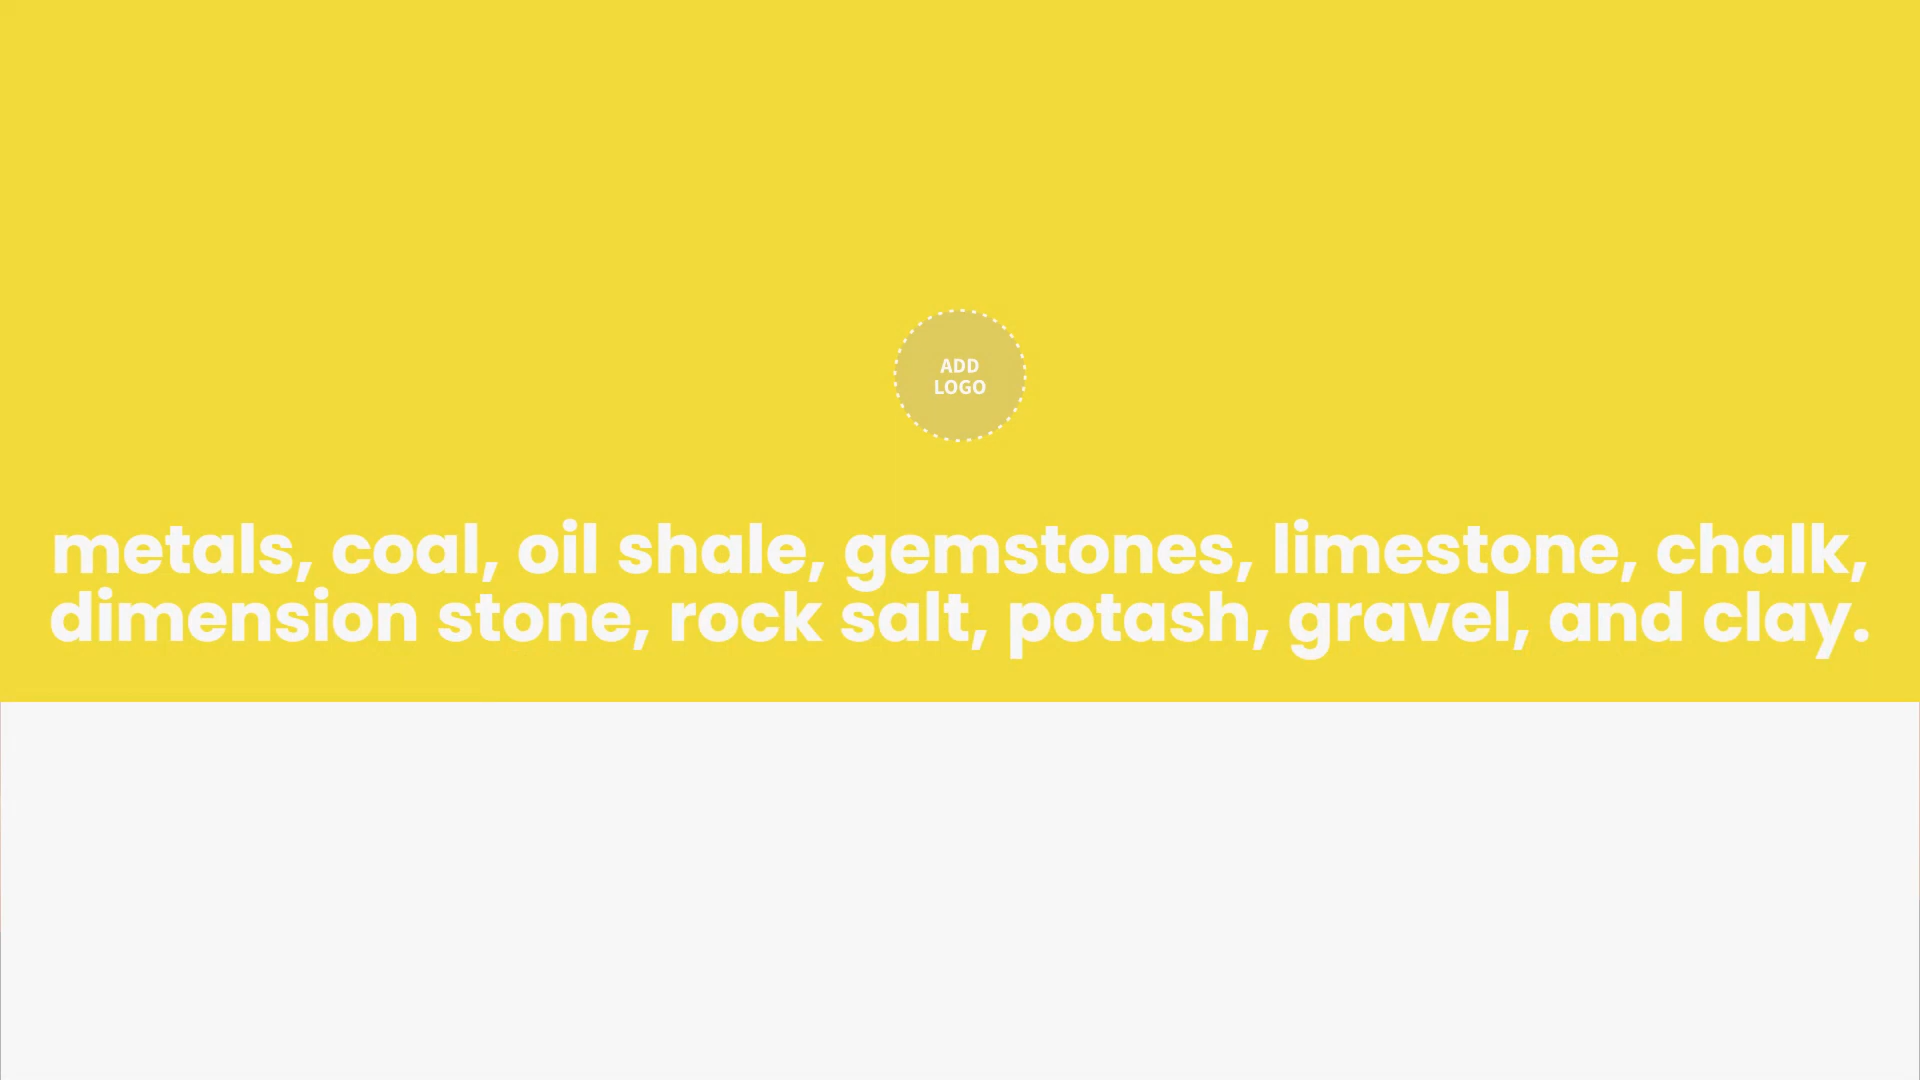 ADD
LOGO
metals, coal, oil shale, gemstones, limestone, chalk,
dimension stone, rock salt, potash, gravel, and clay.